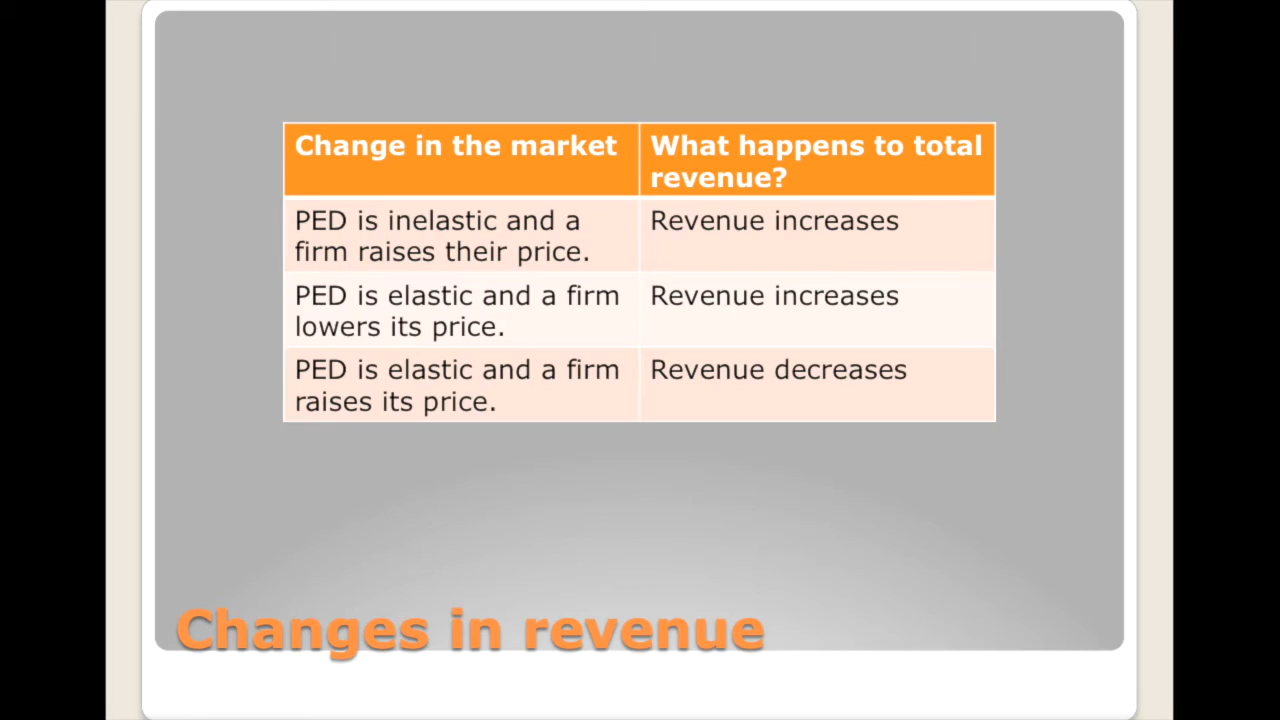 Change in the market
What happens to total
revenue?
PED is inelastic and a
firm raises their price.
Revenue increases
PED is elastic and a firm
lowers its price.
Revenue increases
PED is elastic and a firm
raises its price.
Revenue decreases
Changes in revenue